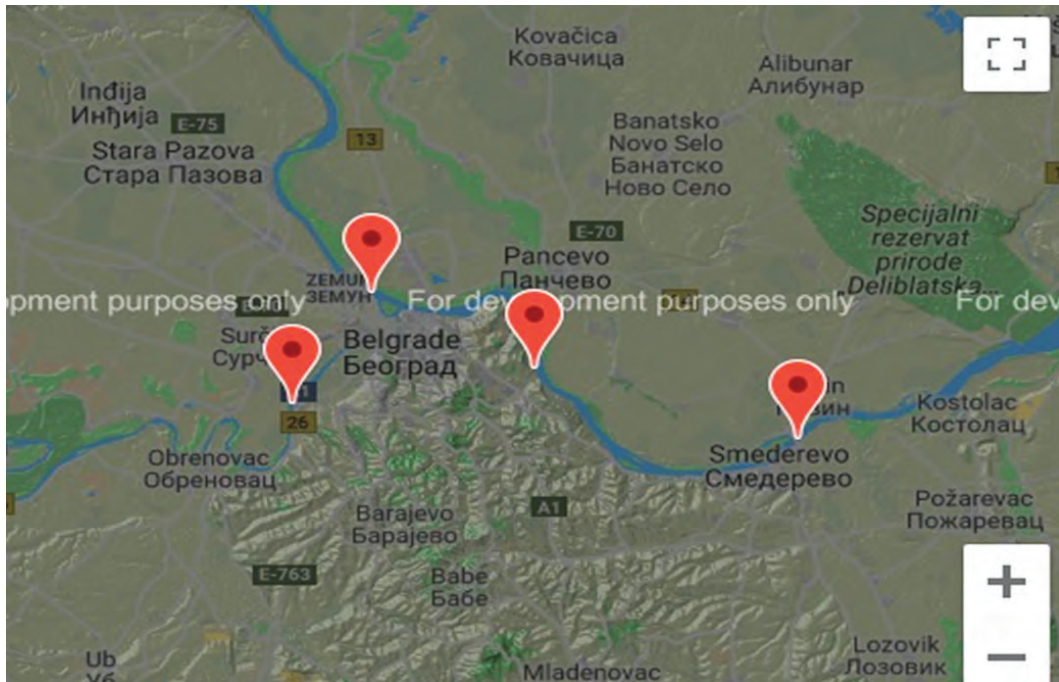 Kovačica
Ковачица
Alibunar
Алибунар
Inđija
Инђија
E-75
13
Stara Pazova
Стара Пазова
Banatsko
Novo Selo
Банатско
Ново Село
Specijalni
rezervat
prirode
Deliblatska...
E-70
Pancevo
Панчево
ZEMUN
ЗЕМУН
opment purposes only
For development purposes only
For dev
Belgrade
Београд
26
Obrenovac
Обреновац
Smederevo
Смедерево
Kostolac
Костолац
A1
Požarevac
Пожаревац
Barajevo
Барајево
E-763
Babe
Бабе
Lozovik
Лозовик
Ub
Уб
Mladenovac